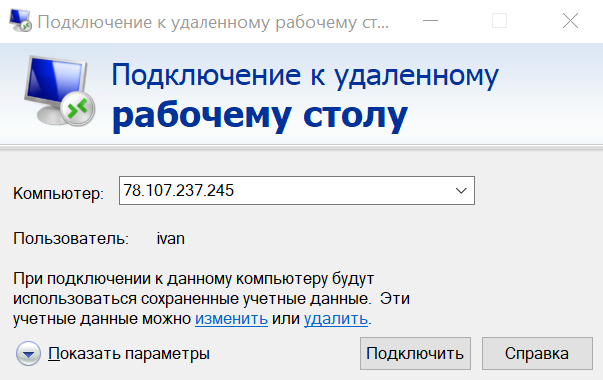 Подключение к удаленному рабочему ст...
Подключение к удаленному
рабочему столу
Компьютер: 78.107.237.245
Пользователь: ivan
При подключении к данному компьютеру будут
использоваться сохраненные учетные данные. Эти
учетные данные можно изменить или удалить.
Показать параметры Подключить Справка